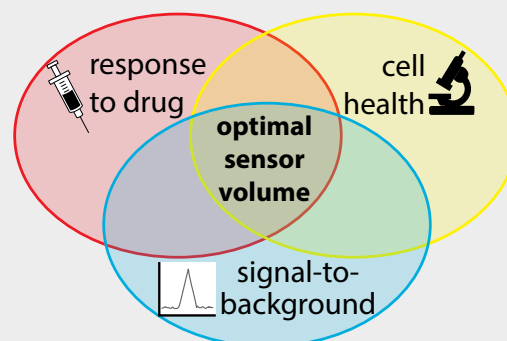 response
to drug
cell
health
optimal
sensor
volume
signal-to-
background